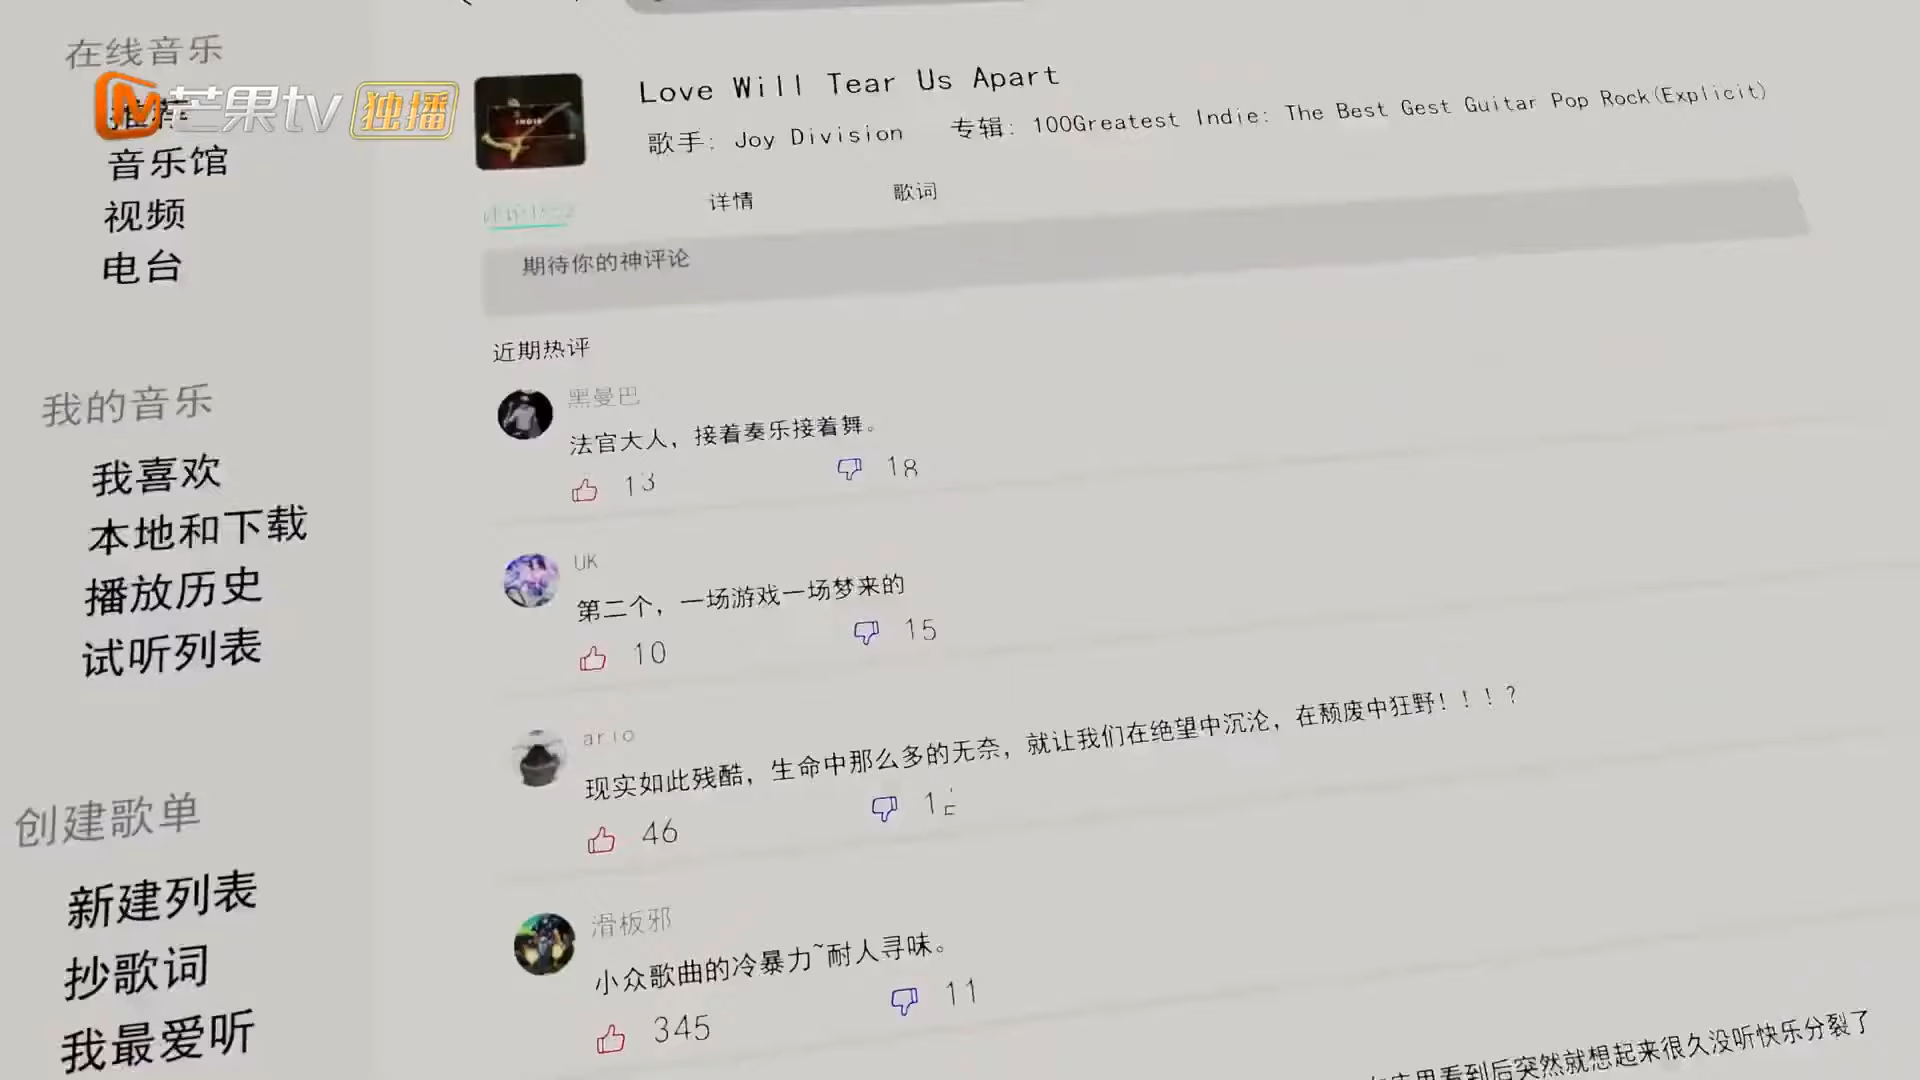 在线音乐
芒果tv 独播
推荐
音乐馆
视频
电台
我的音乐
我喜欢
本地和下载
播放历史
试听列表
创建歌单
新建列表
抄歌词
我最爱听
INDIE
Love Will Tear Us Apart
歌手: Joy Division 专辑: 100Greatest Indie: The Best Gest Guitar Pop Rock(Explicit)
详情 歌词
期待你的神评论
近期热评
黑曼巴
法官大人，接着奏乐接着舞。
13 18
UK
第二个，一场游戏一场梦来的
10 15
ario
现实如此残酷，生命中那么多的无奈，就让我们在绝望中沉沦，在颓废中狂野！！！？
46
滑板邪
小众歌曲的冷暴力~耐人寻味。
345 11
看到后突然就想起来很久没听快乐分裂了